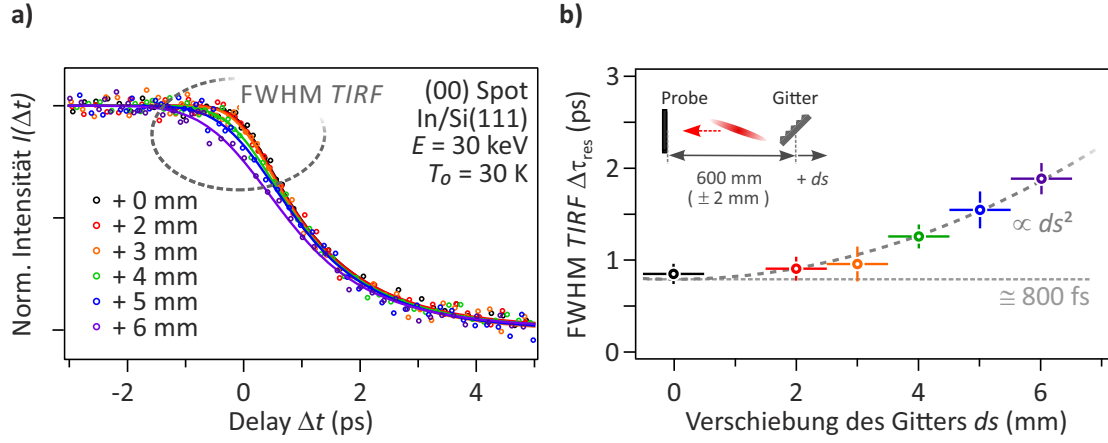 a)
Norm. Intensität I(Δt)
FWHM TIRF
(00) Spot
In/Si(111)
E = 30 keV
T₀ = 30 K
+ 0 mm
+ 2 mm
+ 3 mm
+ 4 mm
+ 5 mm
+ 6 mm
-2
0
2
4
Delay Δt (ps)
b)
FWHM TIRF Δτres (ps)
3
2
1
0
Probe
Gitter
600 mm
+ ds
( ± 2 mm )
∝ ds²
≅ 800 fs
0
2
4
6
Verschiebung des Gitters ds (mm)